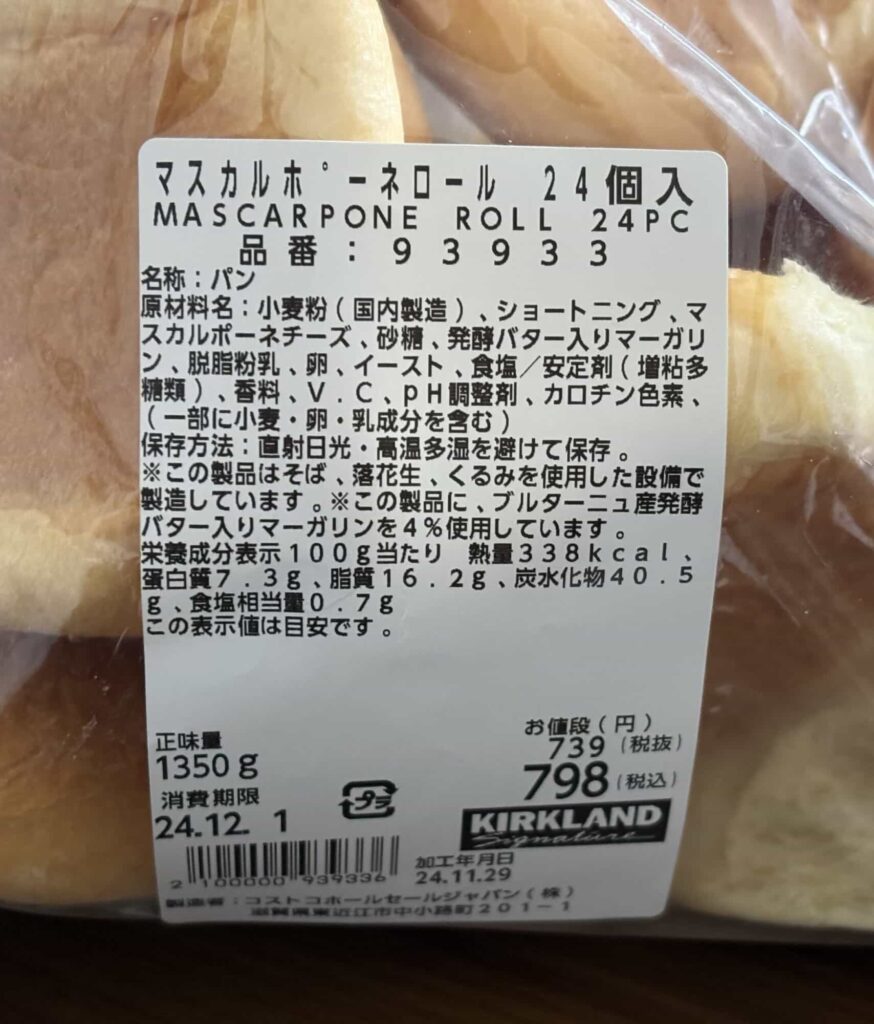 マスカルポーネロール 24個入
MASCARPONE ROLL 24PC
品番:93933
名称:パン
原材料名:小麦粉(国内製造)、ショートニング、マ
スカルポーネチーズ、砂糖、発酵バター入りマーガリ
ン、脱脂粉乳、卵、イースト、食塩/安定剤(増粘多
糖類)、香料、V.C、pH調整剤、カロチン色素、
(一部に小麦・卵・乳成分を含む)
保存方法:直射日光・高温多湿を避けて保存。
※この製品はそば、落花生、くるみを使用した設備で
製造しています。※この製品に、ブルターニュ産発酵
バター入りマーガリンを4%使用しています。
栄養成分表示100g当たり 熱量338kcal、
蛋白質7.3g、脂質16.2g、炭水化物40.5
g、食塩相当量0.7g
この表示値は目安です。
お値段(円)
正味量
739(税抜)
1350g
798(税込)
消費期限
プラ
24.12. 1
KIRKLAND
Signature
加工年月日
24.11.29
2 100000 939336
製造者:コストコホールセールジャパン(株)
滋賀県東近江市中小路町201-1